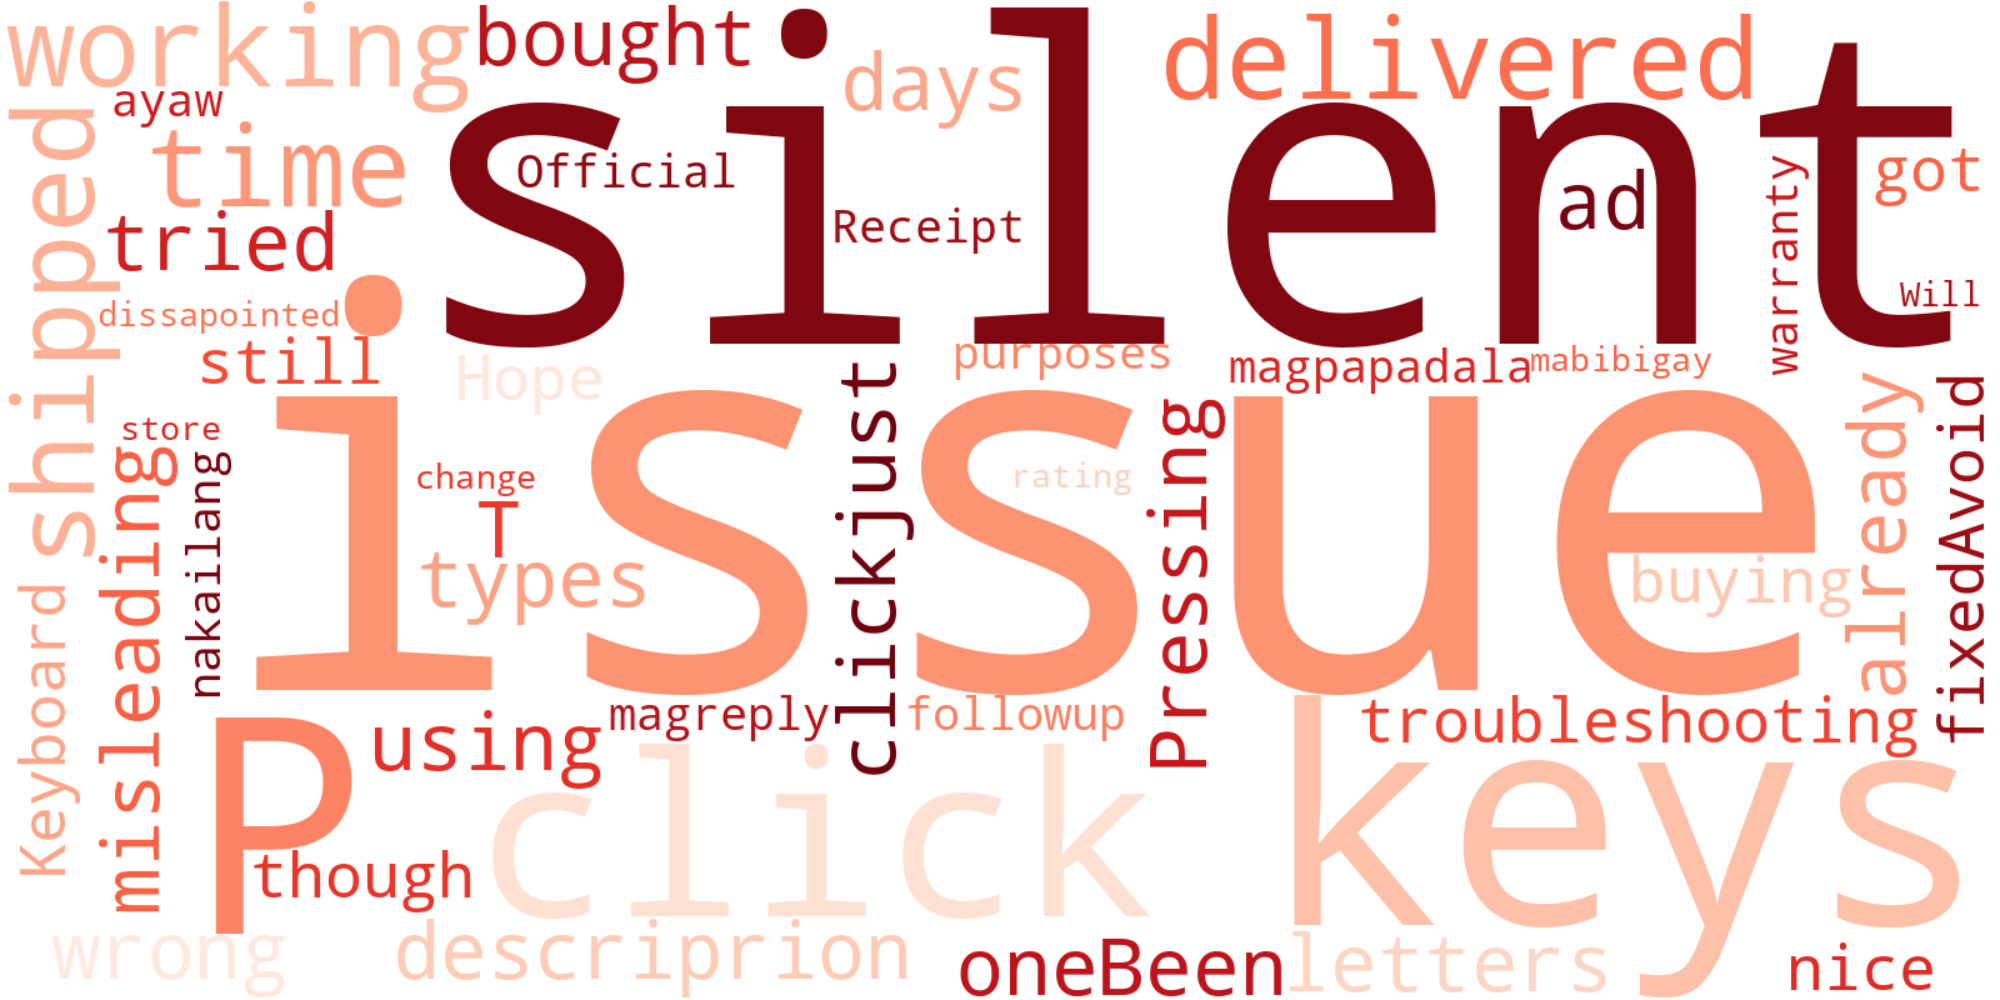 working
bought
silent
days
delivered
ayaw
time
Official
Receipt
ad
warrranty
got
Will
shipped
tried
dissapointed
still
Hope
purposes
magpapadala
mabibigay
issue
clickjust
Pressing
already
fixedAvoid
store
misleading
nakailang
change
T
types
rating
buying
Keyboard
P
using
magreply
followup
troubleshooting
click
keys
though
wrong
descriprion
oneBeen
letters
nice